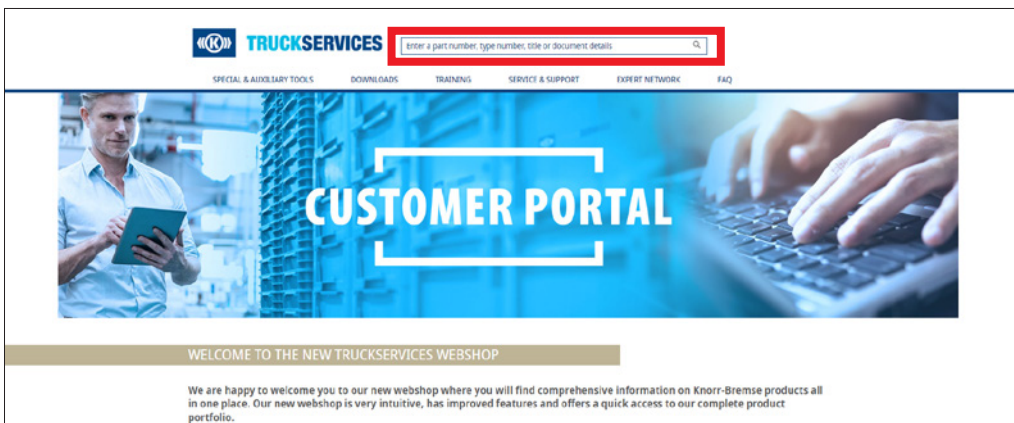 «(K)» TRUCKSERVICES
Enter a part number, type number, title or document details
SPECIAL & AUXILIARY TOOLS DOWNLOADS TRAINING SERVICE & SUPPORT EXPERT NETWORK FAQ
CUSTOMER PORTAL
WELCOME TO THE NEW TRUCKSERVICES WEBSHOP
We are happy to welcome you to our new webshop where you will find comprehensive information on Knorr-Bremse products all
in one place. Our new webshop is very intuitive, has improved features and offers a quick access to our complete product
portfolio.